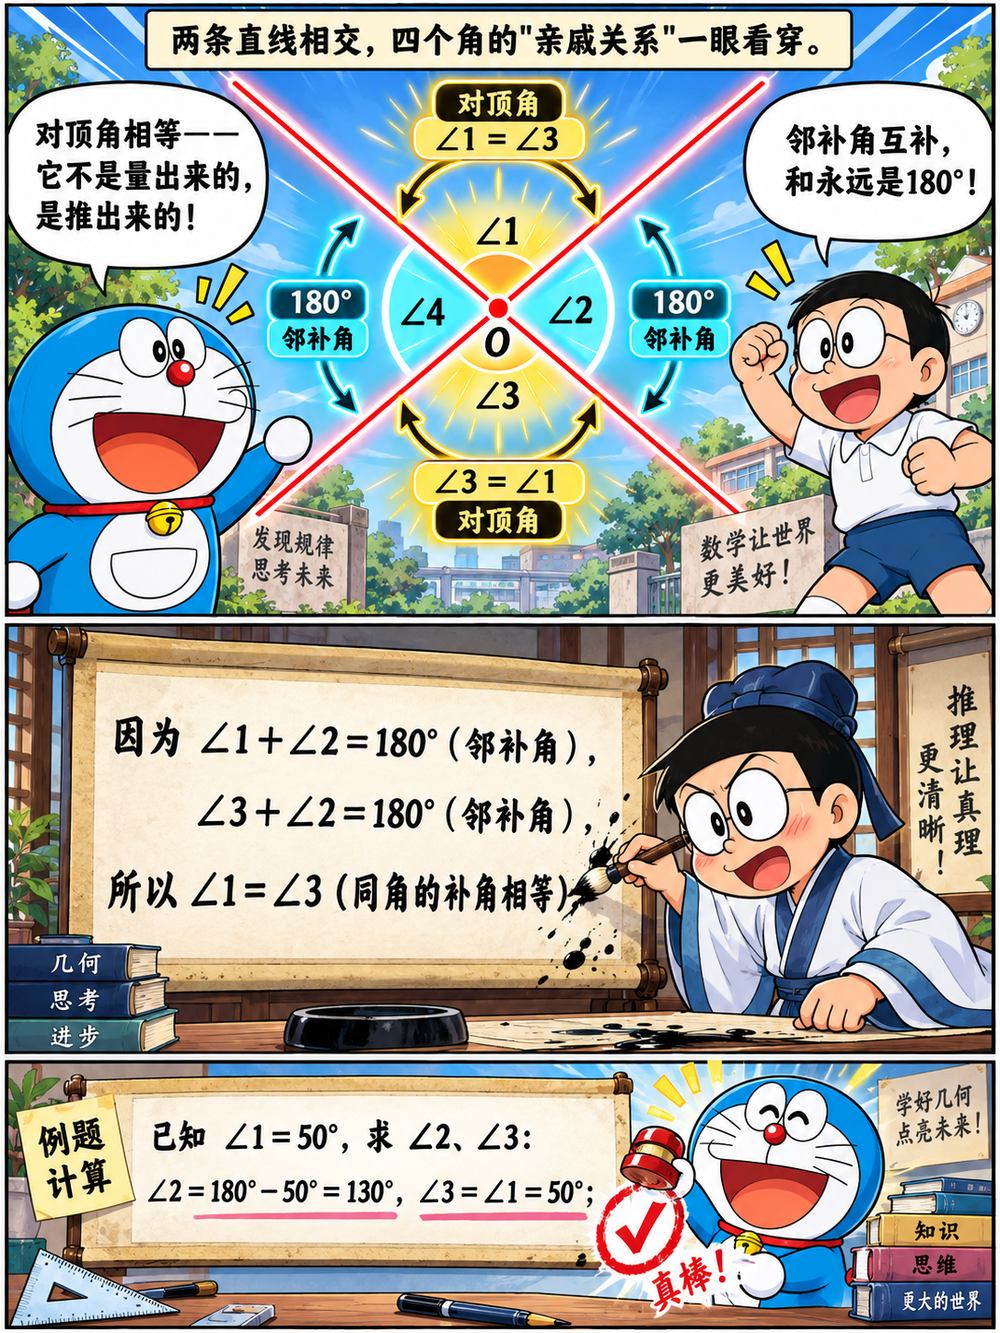 两条直线相交，四个角的"亲戚关系"一眼看穿。
对顶角相等——
它不是量出来的，
是推出来的！
邻补角互补，
和永远是180°！
对顶角
∠1 = ∠3
∠1
180°
邻补角
∠4
∠2
180°
邻补角
O
∠3
∠3 = ∠1
对顶角
发现规律
思考未来
数学让世界
更美好！
因为 ∠1＋∠2＝180°（邻补角），
∠3＋∠2＝180°（邻补角），
所以 ∠1＝∠3（同角的补角相等）
推理让真理
更清晰！
几何
思考
进步
例题
计算
已知 ∠1＝50°，求 ∠2、∠3：
∠2＝180°－50°＝130°，∠3＝∠1＝50°；
真棒！
学好几何
点亮未来！
知识
思维
更大的世界